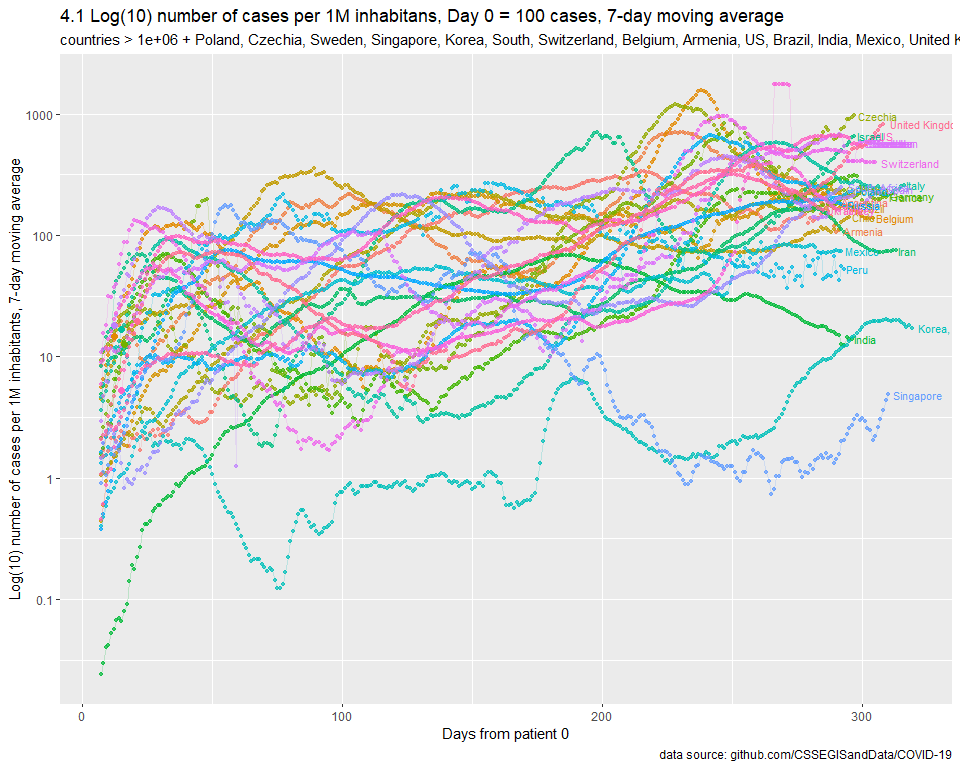 4.1 Log(10) number of cases per 1M inhabitans, Day 0 = 100 cases, 7-day moving average
countries > 1e+06 + Poland, Czechia, Sweden, Singapore, Korea, South, Switzerland, Belgium, Armenia, US, Brazil, India, Mexico, United K
Log(10) number of cases per 1M inhabitants, 7-day moving average
1000
100
10
1
0.1
Czechia
United Kingdo
Israel
US
Switzerland
Italy
Germany
Russia
Belgium
Armenia
Mexico
Iran
Peru
Korea,
India
Singapore
0
100
200
300
Days from patient 0
data source: github.com/CSSEGISandData/COVID-19